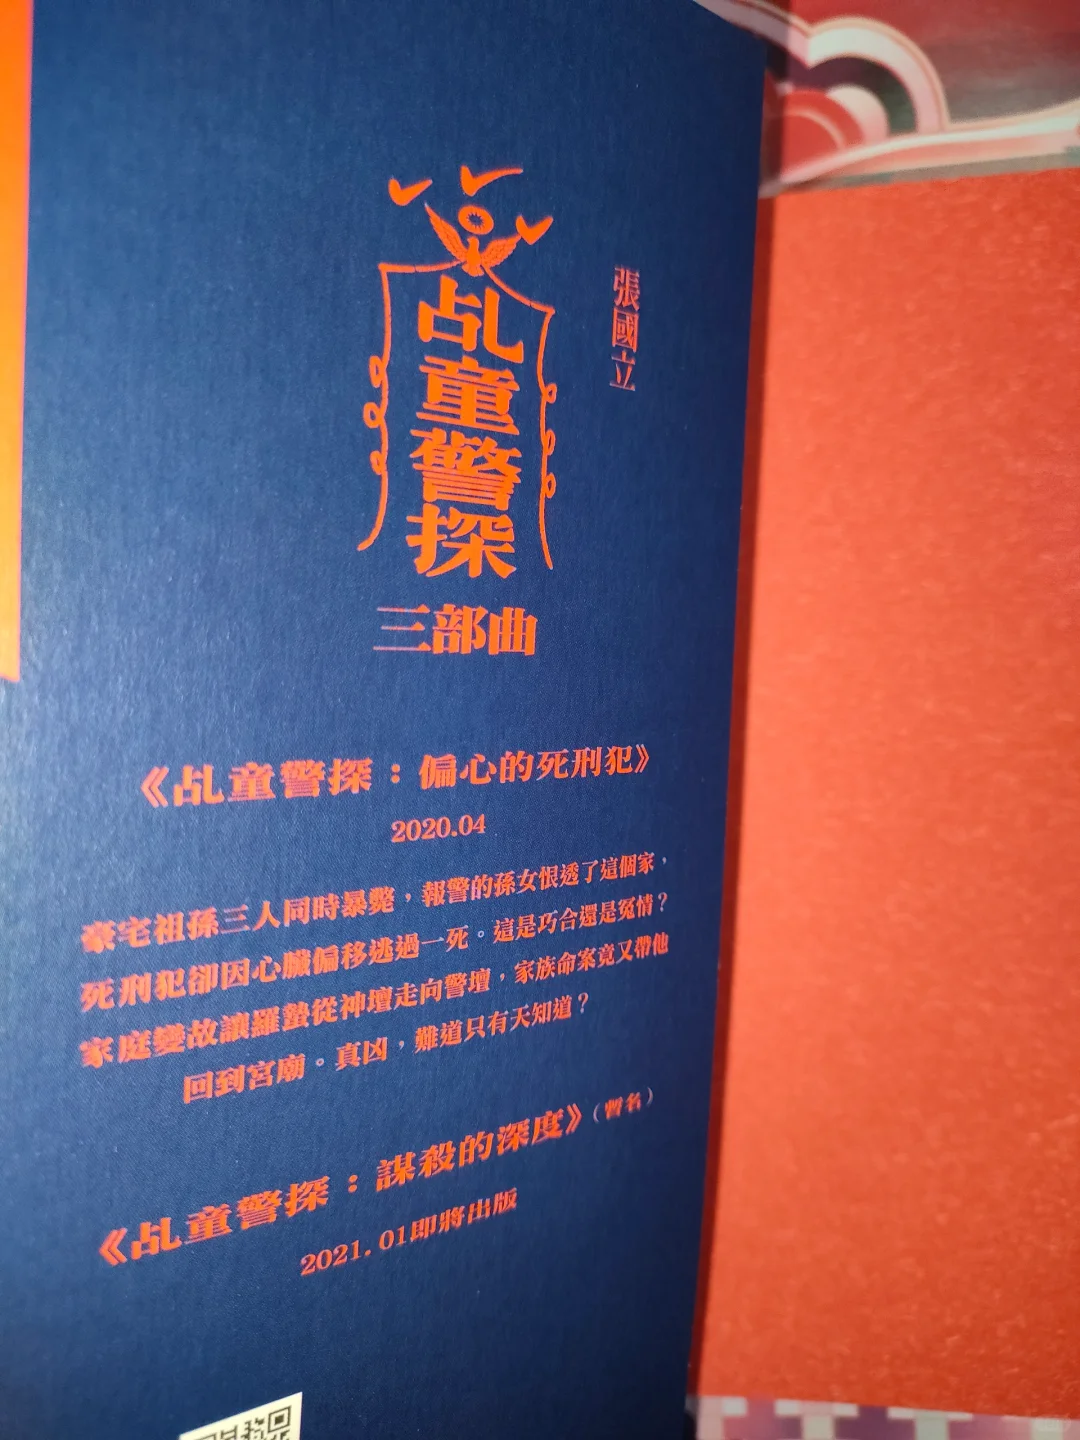 張國立
乩童警探
三部曲
《乩童警探：偏心的死刑犯》
2020.04
豪宅祖孫三人同時暴斃，報警的孫女恨透了這個家，
死刑犯卻因心臟偏移逃過一死。這是巧合還是冤情？
家庭變故讓羅蟄從神壇走向警壇，家族命案竟又帶他
回到宮廟。真凶，難道只有天知道？
《乩童警探：謀殺的深度》（暫名）
2021.01即將出版